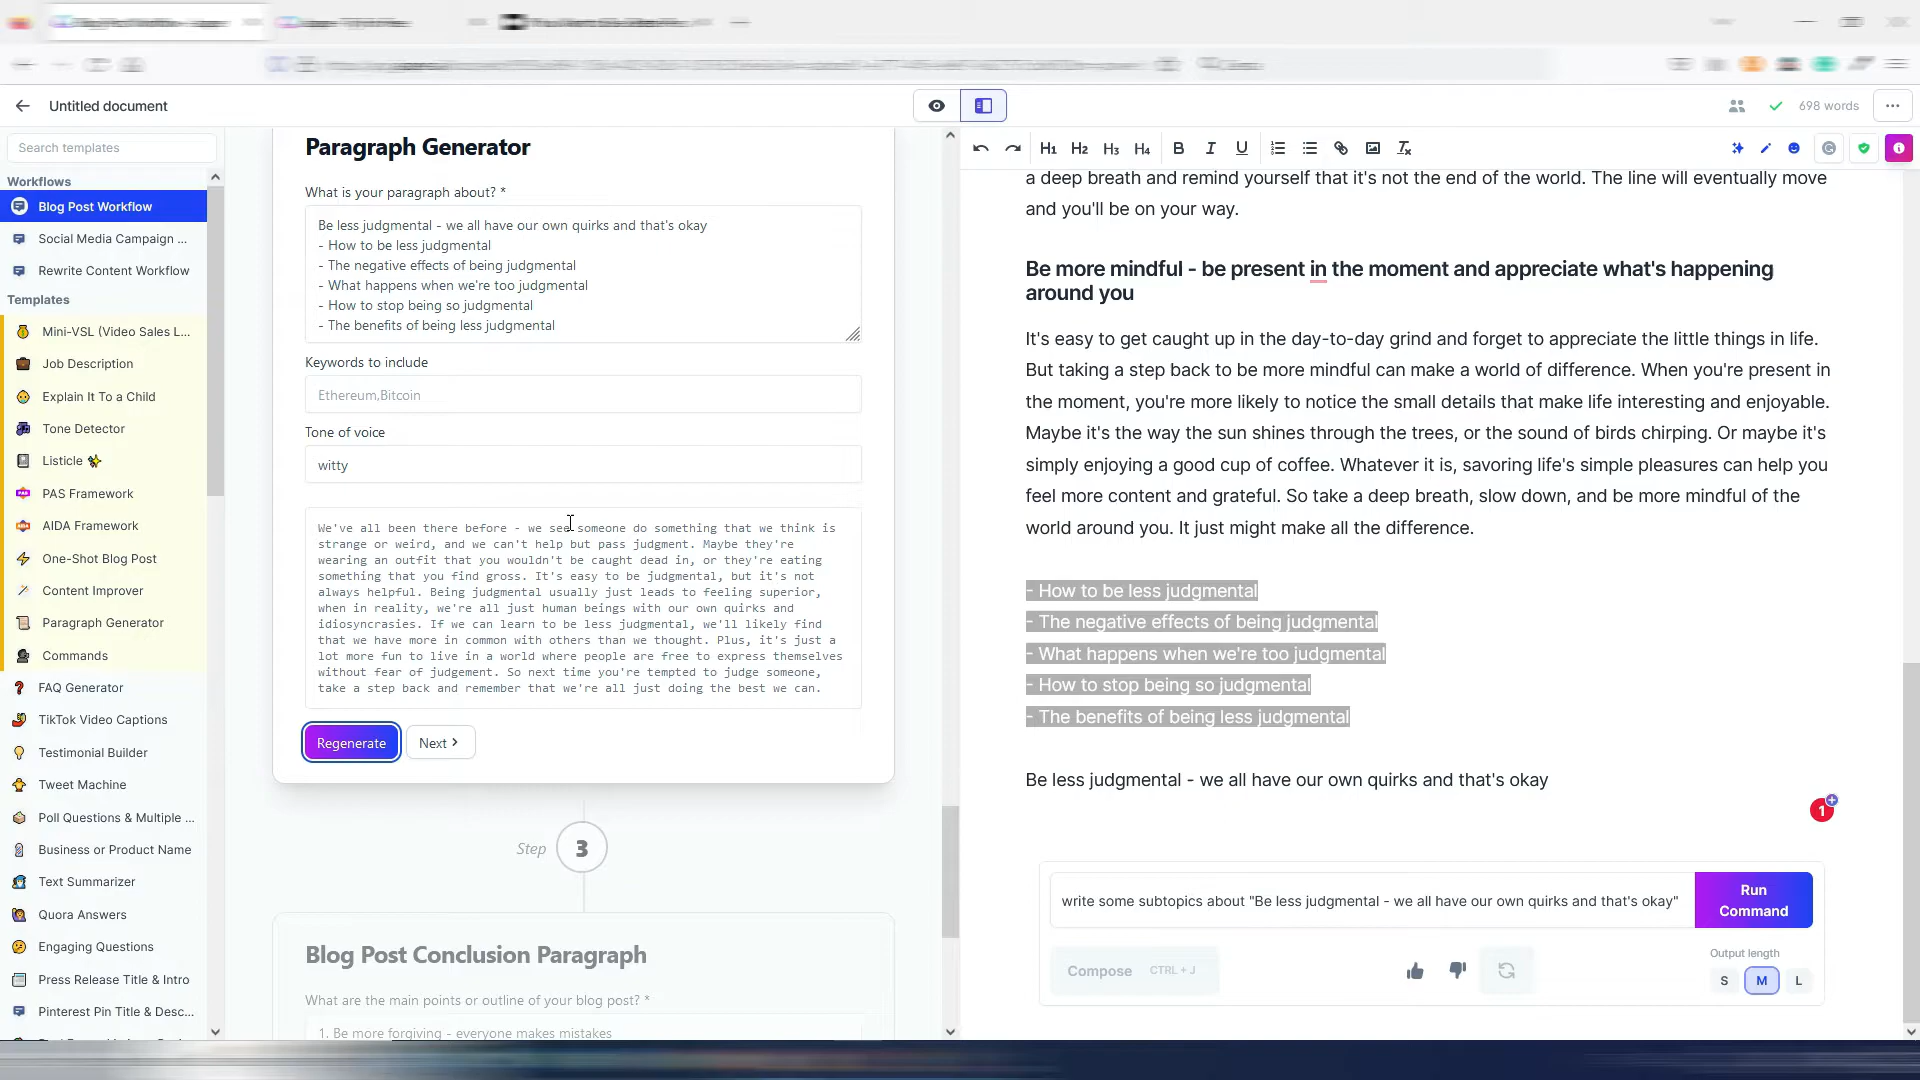 Untitled document
698 words
Search templates
Workflows
Blog Post Workflow
Social Media Campaign ...
Rewrite Content Workflow
Templates
Mini-VSL (Video Sales L...
Job Description
Explain It To a Child
Tone Detector
Listicle
PAS Framework
AIDA Framework
One-Shot Blog Post
Content Improver
Paragraph Generator
Commands
FAQ Generator
TikTok Video Captions
Testimonial Builder
Tweet Machine
Poll Questions & Multiple ...
Business or Product Name
Text Summarizer
Quora Answers
Engaging Questions
Press Release Title & Intro
Pinterest Pin Title & Desc...
Paragraph Generator
What is your paragraph about? *
Be less judgmental - we all have our own quirks and that's okay
- How to be less judgmental
- The negative effects of being judgmental
- What happens when we're too judgmental
- How to stop being so judgmental
- The benefits of being less judgmental
Keywords to include
Ethereum,Bitcoin
Tone of voice
witty
We've all been there before - we see someone do something that we think is
strange or weird, and we can't help but pass judgment. Maybe they're
wearing an outfit that you wouldn't be caught dead in, or they're eating
something that you find gross. It's easy to be judgmental, but it's not
always helpful. Being judgmental usually just leads to feeling superior,
when in reality, we're all just human beings with our own quirks and
idiosyncrasies. If we can learn to be less judgmental, we'll likely find
that we have more in common with others than we thought. Plus, it's just a
lot more fun to live in a world where people are free to express themselves
without fear of judgement. So next time you're tempted to judge someone,
take a step back and remember that we're all just doing the best we can.
Regenerate
Next
Step 3
Blog Post Conclusion Paragraph
What are the main points or outline of your blog post? *
1. Be more forgiving - everyone makes mistakes
H1 H2 H3 H4 B I U
a deep breath and remind yourself that it's not the end of the world. The line will eventually move
and you'll be on your way.
Be more mindful - be present in the moment and appreciate what's happening
around you
It's easy to get caught up in the day-to-day grind and forget to appreciate the little things in life.
But taking a step back to be more mindful can make a world of difference. When you're present in
the moment, you're more likely to notice the small details that make life interesting and enjoyable.
Maybe it's the way the sun shines through the trees, or the sound of birds chirping. Or maybe it's
simply enjoying a good cup of coffee. Whatever it is, savoring life's simple pleasures can help you
feel more content and grateful. So take a deep breath, slow down, and be more mindful of the
world around you. It just might make all the difference.
- How to be less judgmental
- The negative effects of being judgmental
- What happens when we're too judgmental
- How to stop being so judgmental
- The benefits of being less judgmental
Be less judgmental - we all have our own quirks and that's okay
1
write some subtopics about "Be less judgmental - we all have our own quirks and that's okay"
Run
Command
Compose CTRL + J
Output length
S M L